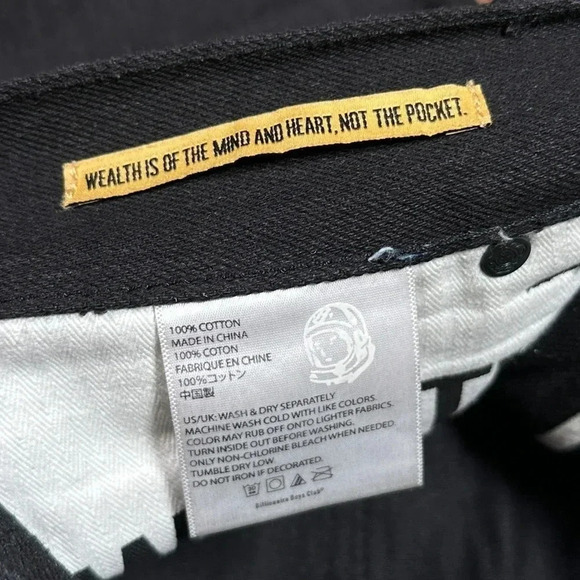 WEALTH IS OF THE MIND AND HEART, NOT THE POCKET.
100% COTTON
MADE IN CHINA
100% COTON
FABRIQUE EN CHINE
100%コットン
中国製
US/UK: WASH & DRY SEPARATELY
MACHINE WASH COLD WITH LIKE COLORS.
COLOR MAY RUB OFF ONTO LIGHTER FABRICS.
TURN INSIDE OUT BEFORE WASHING.
ONLY NON-CHLORINE BLEACH WHEN NEEDED.
TUMBLE DRY LOW.
DO NOT IRON IF DECORATED.
Billionaire Boys Club®